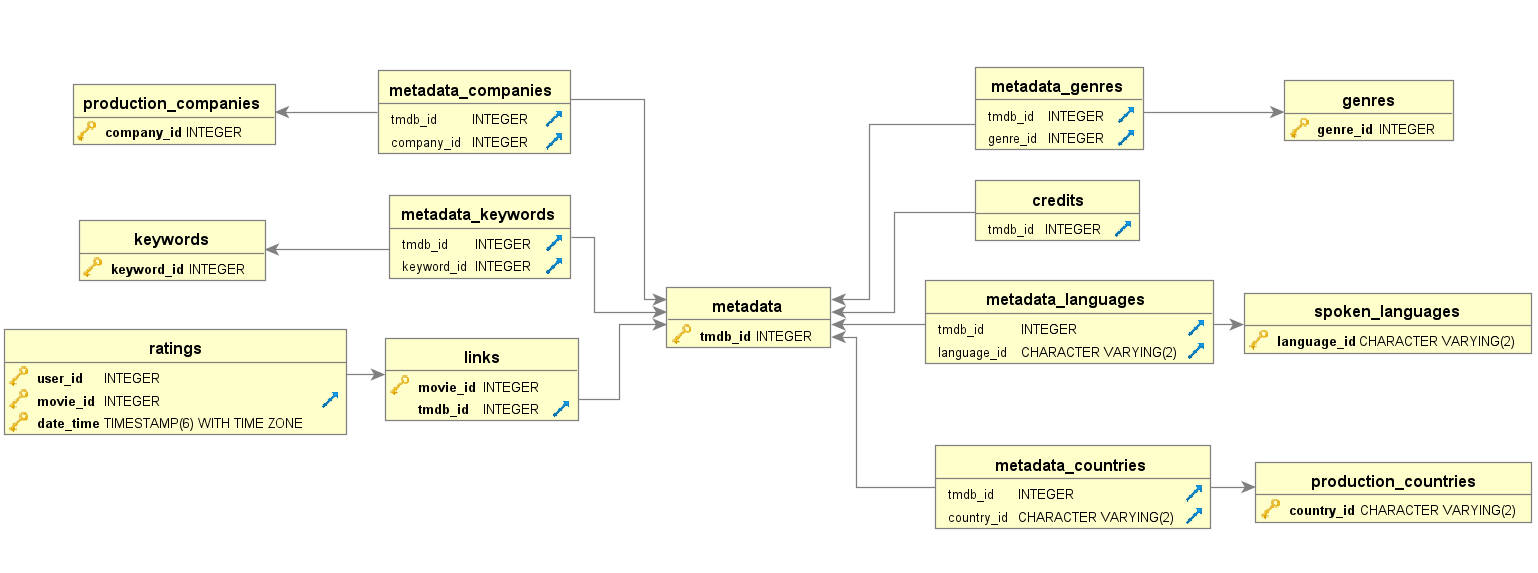 production_companies
company_id INTEGER
metadata_companies
tmdb_id INTEGER
company_id INTEGER
metadata_genres
tmdb_id INTEGER
genre_id INTEGER
genres
genre_id INTEGER
keywords
keyword_id INTEGER
metadata_keywords
tmdb_id INTEGER
keyword_id INTEGER
credits
tmdb_id INTEGER
ratings
user_id INTEGER
movie_id INTEGER
date_time TIMESTAMP(6) WITH TIME ZONE
links
movie_id INTEGER
tmdb_id INTEGER
metadata
tmdb_id INTEGER
metadata_languages
tmdb_id INTEGER
language_id CHARACTER VARYING(2)
spoken_languages
language_id CHARACTER VARYING(2)
metadata_countries
tmdb_id INTEGER
country_id CHARACTER VARYING(2)
production_countries
country_id CHARACTER VARYING(2)